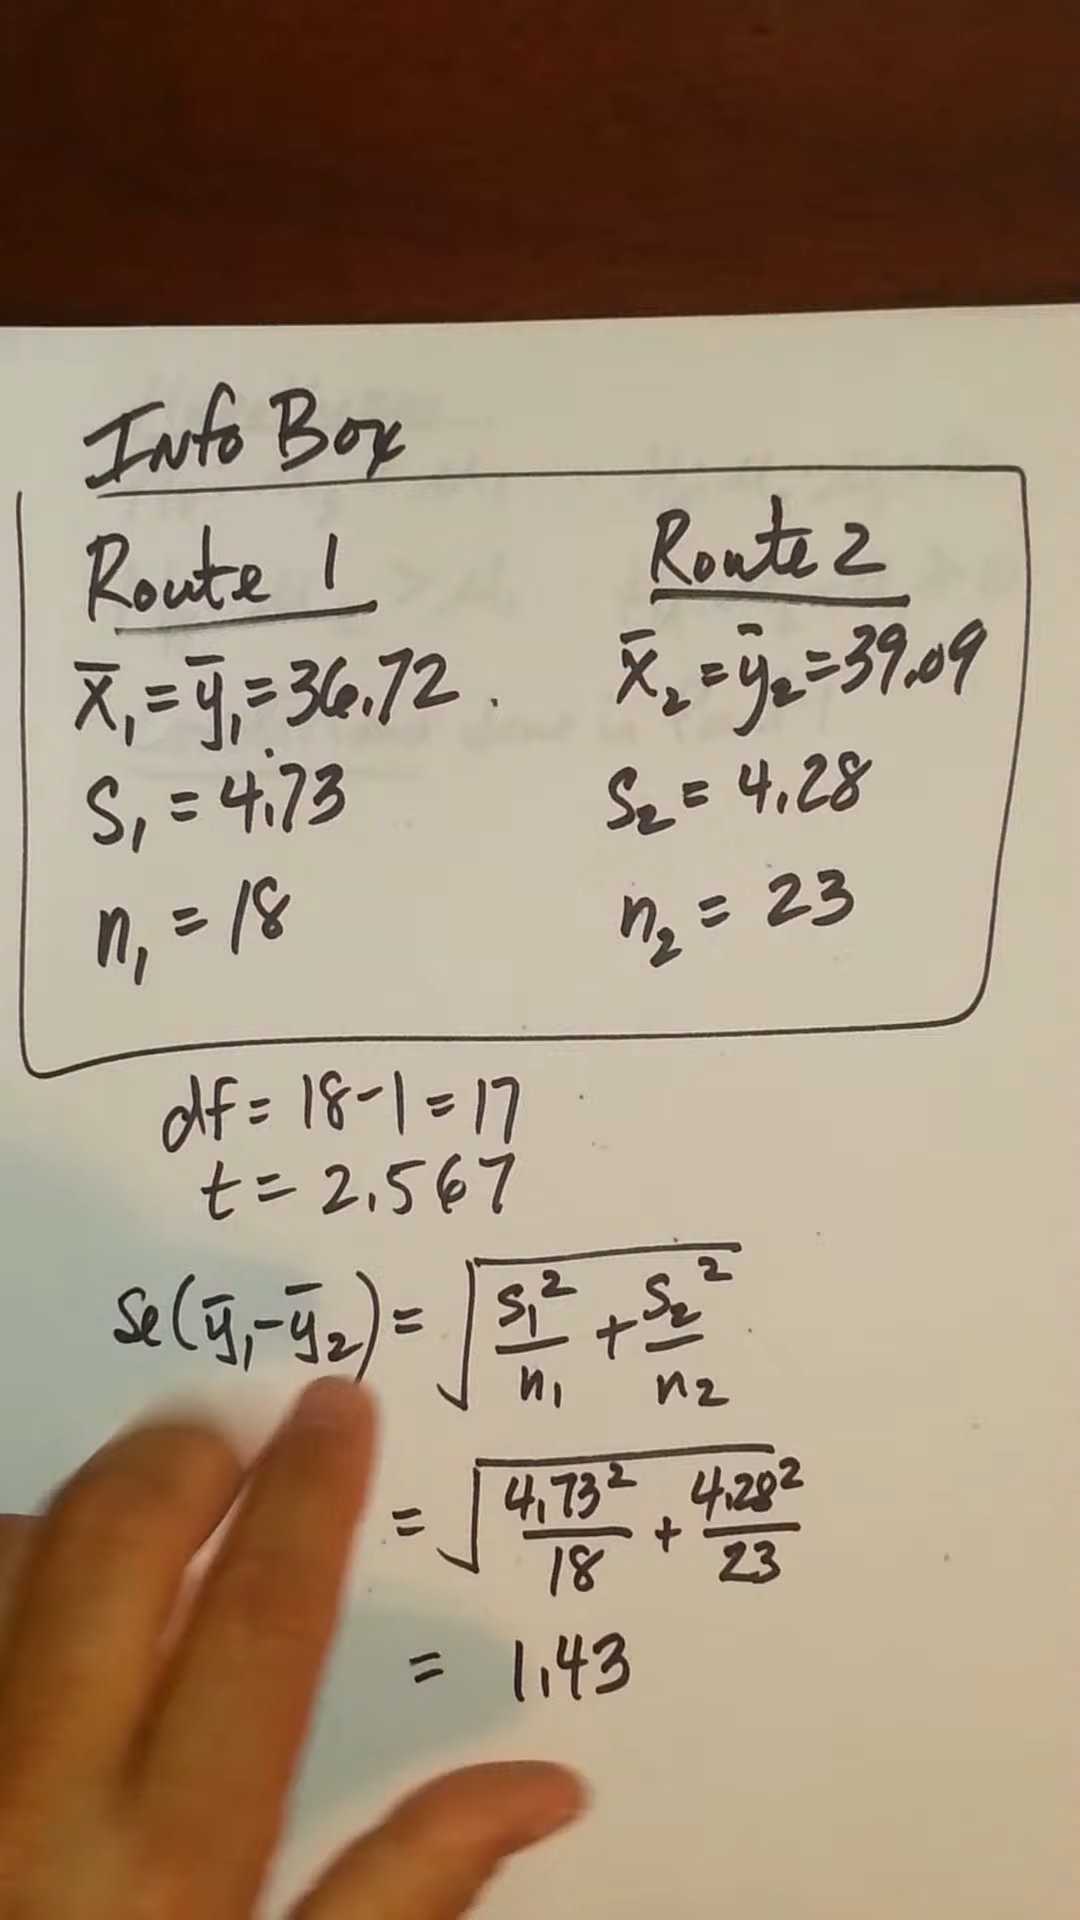 Info Box
Route 1
x̄₁ = ȳ₁ = 36.72
S₁ = 4.73
n₁ = 18
Route 2
x̄₂ = ȳ₂ = 39.09
S₂ = 4.28
n₂ = 23
df = 18-1 = 17
t = 2.567
Se(ȳ₁-ȳ₂) = √(S₁²/n₁ + S₂²/n₂)
= √(4.73²/18 + 4.28²/23)
= 1.43